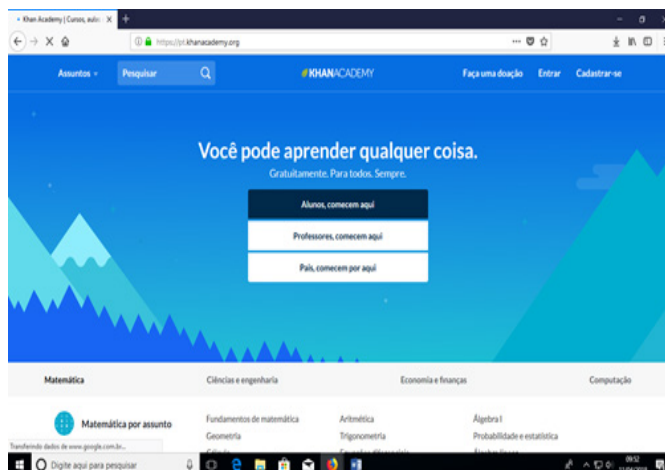 Khan Academy | Cursos, aulas
https://pt.khanacademy.org
Assuntos
Pesquisar
KHANACADEMY
Faça uma doação
Entrar
Cadastrar-se
Você pode aprender qualquer coisa.
Gratuitamente. Para todos. Sempre.
Alunos, comecem aqui
Professores, comecem aqui
Pais, comecem por aqui
Matemática
Ciências e engenharia
Economia e finanças
Computação
Matemática por assunto
Fundamentos de matemática
Aritmética
Álgebra I
Geometria
Trigonometria
Probabilidade e estatística
Transferindo dados de www.google.com.br...
Digite aqui para pesquisar
09:52